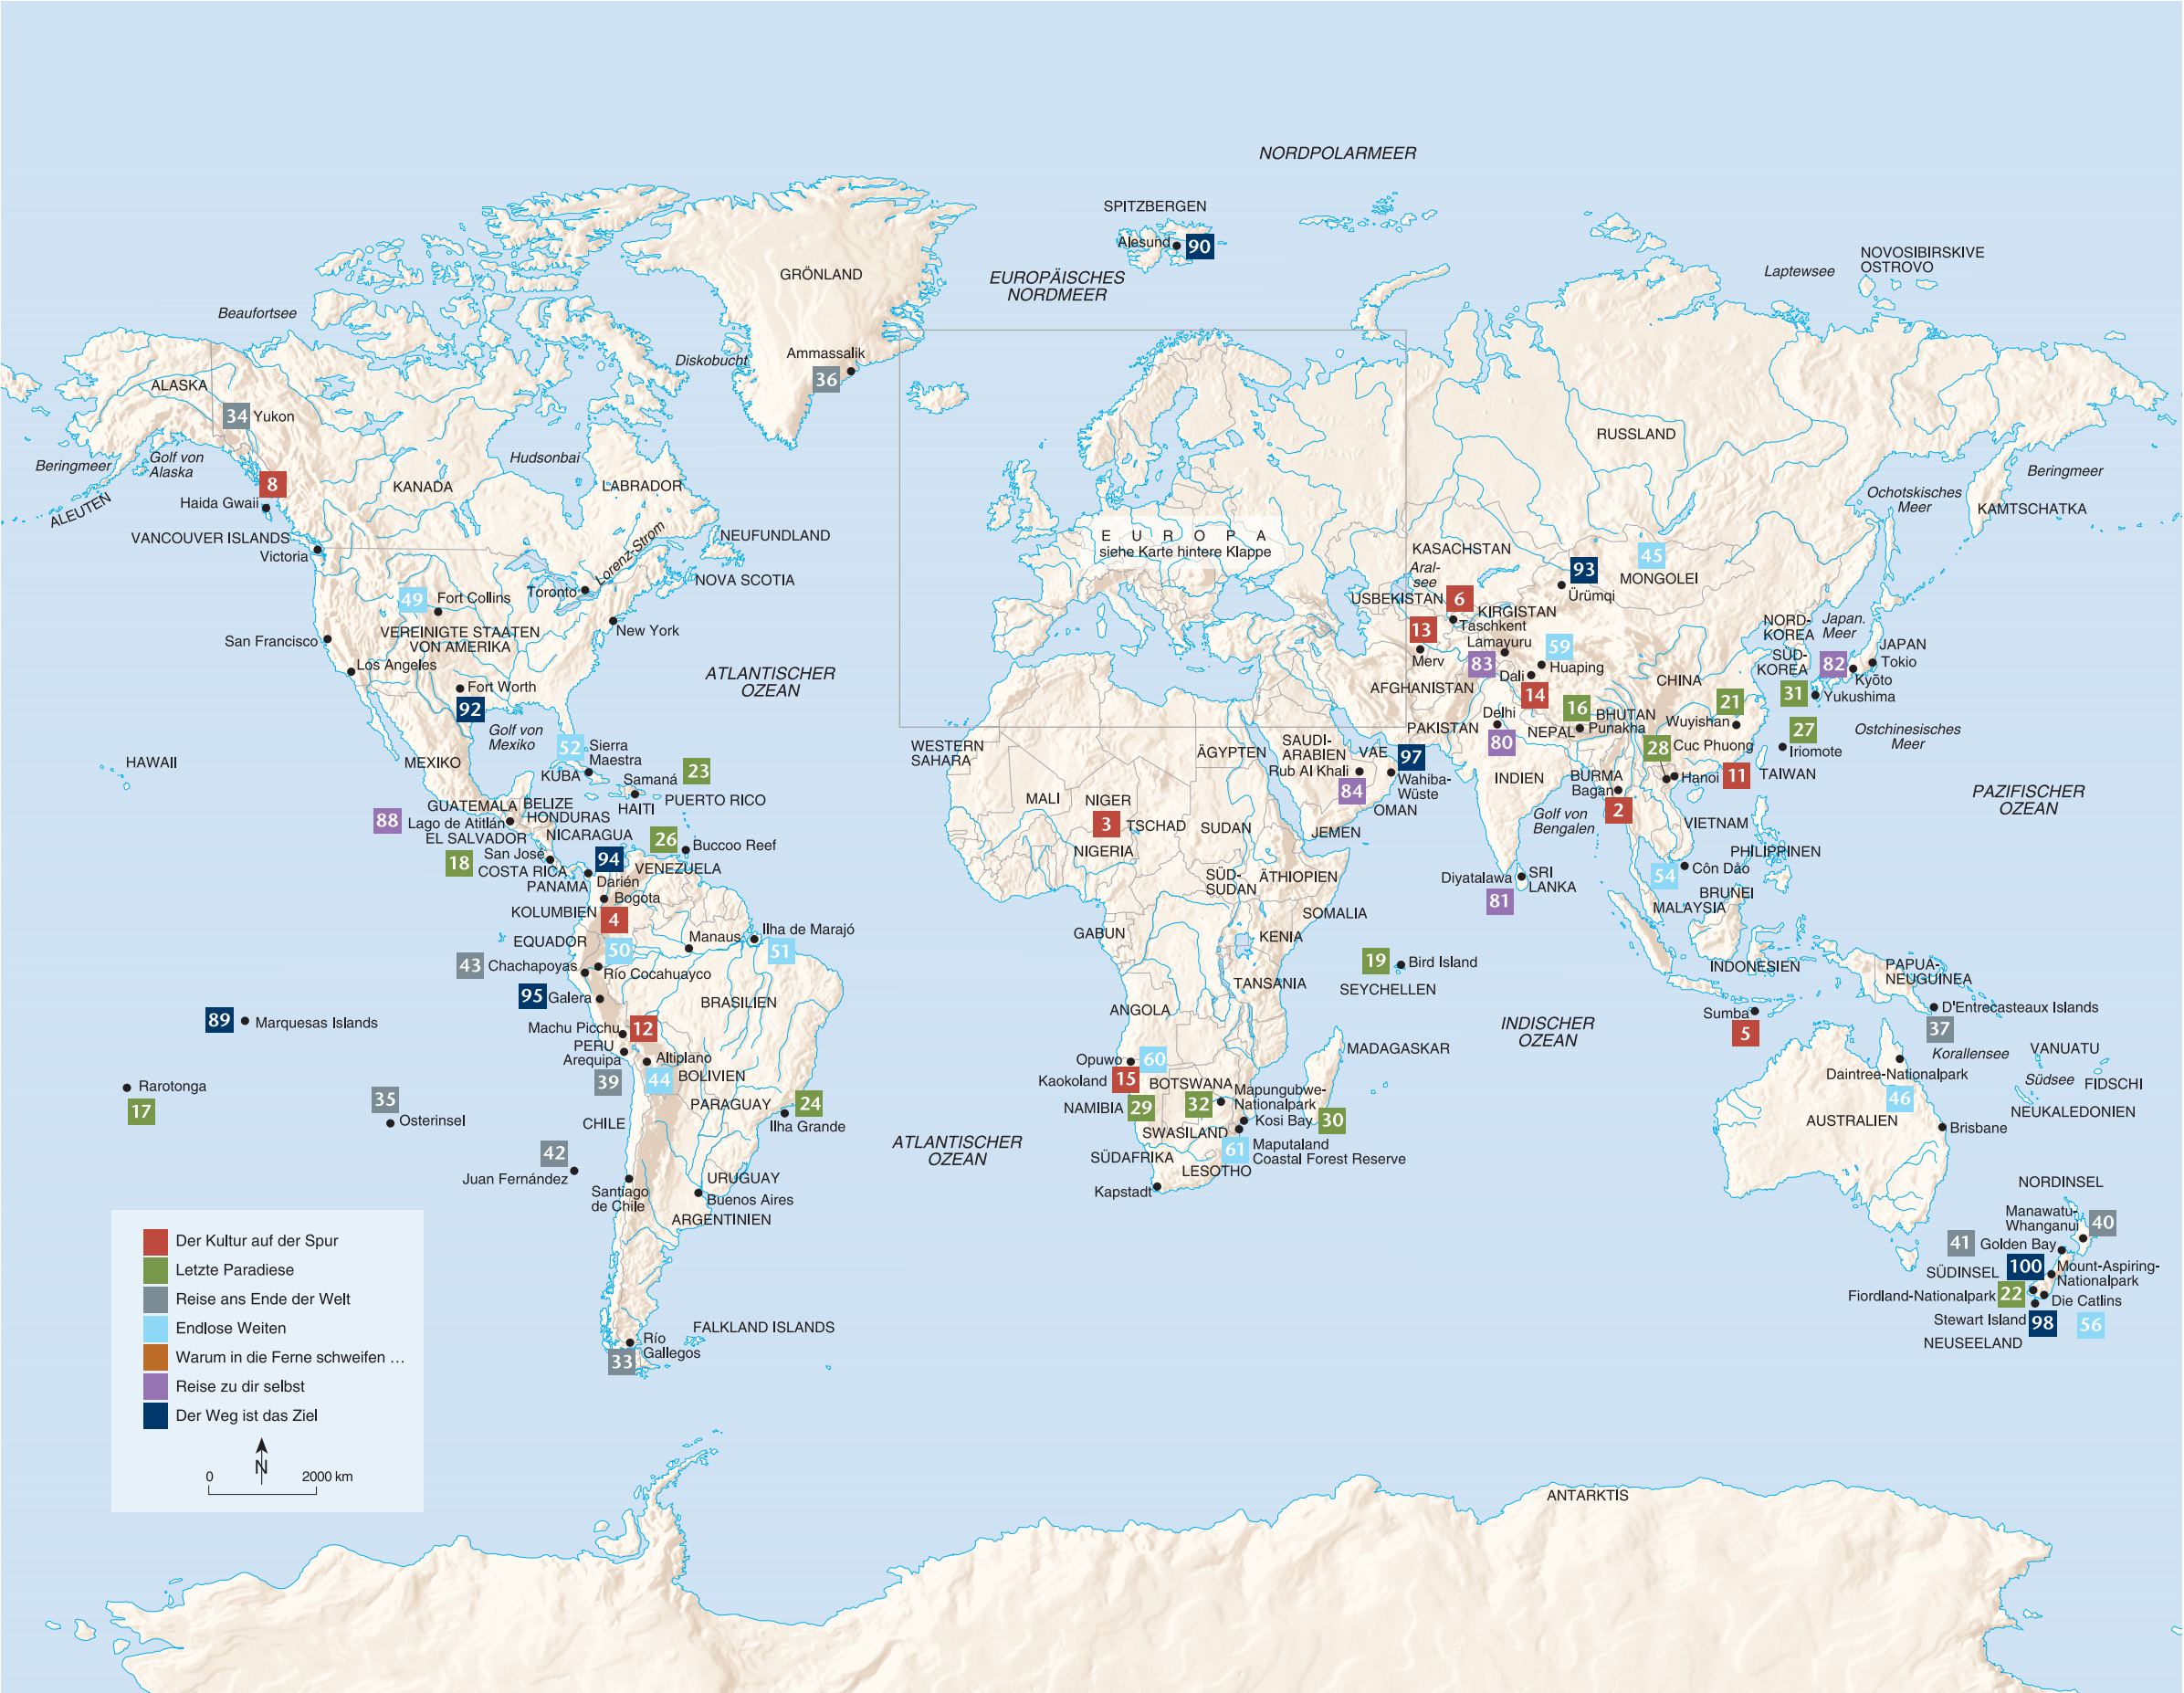 NORDPOLARMEER
SPITZBERGEN
Alesund
90
NOVOSIBIRSKIVE
OSTROVO
Laptewsee
GRÖNLAND
EUROPÄISCHES
NORDMEER
Beaufortsee
Diskobucht
Ammassalik
36
ALASKA
34
Yukon
RUSSLAND
Beringmeer
Golf von
Alaska
Hudsonbai
Beringmeer
8
KANADA
LABRADOR
Ochotskisches
Meer
Haida Gwaii
ALEUTEN
KAMTSCHATKA
VANCOUVER ISLANDS
Victoria
Lorenz-Strom
NEUFUNDLAND
E U R O P A
siehe Karte hintere Klappe
KASACHSTAN
Aral-
see
45
93
MONGOLEI
Ürümqi
NOVA SCOTIA
Toronto
49
Fort Collins
USBEKISTAN
6
KIRGISTAN
Taschkent
13
Merv
New York
VEREINIGTE STAATEN
VON AMERIKA
San Francisco
Los Angeles
Lamayuru
59
83
Huaping
Dali
14
NORD-
KOREA
Japan.
Meer
SÜD-
KOREA
JAPAN
82
Tokio
Kyōto
31
Yukushima
ATLANTISCHER
OZEAN
Fort Worth
92
AFGHANISTAN
CHINA
21
Wuyishan
16
BHUTAN
Punakha
Delhi
80
NEPAL
PAKISTAN
27
Iriomote
Ostchinesisches
Meer
Golf von
Mexiko
52
Sierra
Maestra
WESTERN
SAHARA
ÄGYPTEN
SAUDI-
ARABIEN
VAE
97
Rub Al Khali
84
Wahiba-
Wüste
OMAN
28
Cuc Phuong
Hanoi
11
TAIWAN
HAWAII
MEXIKO
KUBA
Samaná
23
HAITI
PUERTO RICO
INDIEN
BURMA
Bagan
2
PAZIFISCHER
OZEAN
GUATEMALA
BELIZE
HONDURAS
88
Lago de Atitlán
EL SALVADOR
NICARAGUA
26
Buccoo Reef
MALI
NIGER
3
TSCHAD
SUDAN
JEMEN
NIGERIA
Golf von
Bengalen
VIETNAM
PHILIPPINEN
18
San José
COSTA RICA
94
VENEZUELA
PANAMA
Darién
Bogota
KOLUMBIEN
4
SÜD-
SUDAN
ÄTHIOPIEN
SOMALIA
Diyatalawa
SRI
LANKA
81
54
Côn Dâo
BRUNEI
MALAYSIA
EQUADOR
50
Manaus
Ilha de Marajó
51
GABUN
KENIA
43
Chachapoyas
Río Cocahuayco
19
Bird Island
SEYCHELLEN
INDONESIEN
PAPUA-
NEUGUINEA
95
Galera
BRASILIEN
TANSANIA
ANGOLA
89
Marquesas Islands
Machu Picchu
12
INDISCHER
OZEAN
Sumba
5
D'Entrecasteaux Islands
37
PERU
Arequipa
Altiplano
39
44
BOLIVIEN
Opuwo
60
Kaokoland
15
MADAGASKAR
Korallensee
VANUATU
Daintree-Nationalpark
46
Südsee
FIDSCHI
NEUKALEDONIEN
Rarotonga
17
35
Osterinsel
CHILE
PARAGUAY
24
Ilha Grande
BOTSWANA
Mapungubwe-
Nationalpark
NAMIBIA
29
32
Kosi Bay
30
SWASILAND
Maputaland
Coastal Forest Reserve
61
AUSTRALIEN
Brisbane
ATLANTISCHER
OZEAN
42
Juan Fernández
Santiago
de Chile
URUGUAY
Buenos Aires
ARGENTINIEN
SÜDAFRIKA
LESOTHO
Kapstadt
NORDINSEL
Manawatu-
Whanganui
40
41
Golden Bay
SÜDINSEL
100
Mount-Aspiring-
Nationalpark
Fiordland-Nationalpark
22
Die Catlins
Stewart Island
98
56
NEUSEELAND
FALKLAND ISLANDS
Río
Gallegos
33
Der Kultur auf der Spur
Letzte Paradiese
Reise ans Ende der Welt
Endlose Weiten
Warum in die Ferne schweifen …
Reise zu dir selbst
Der Weg ist das Ziel
N
0
2000 km
ANTARKTIS